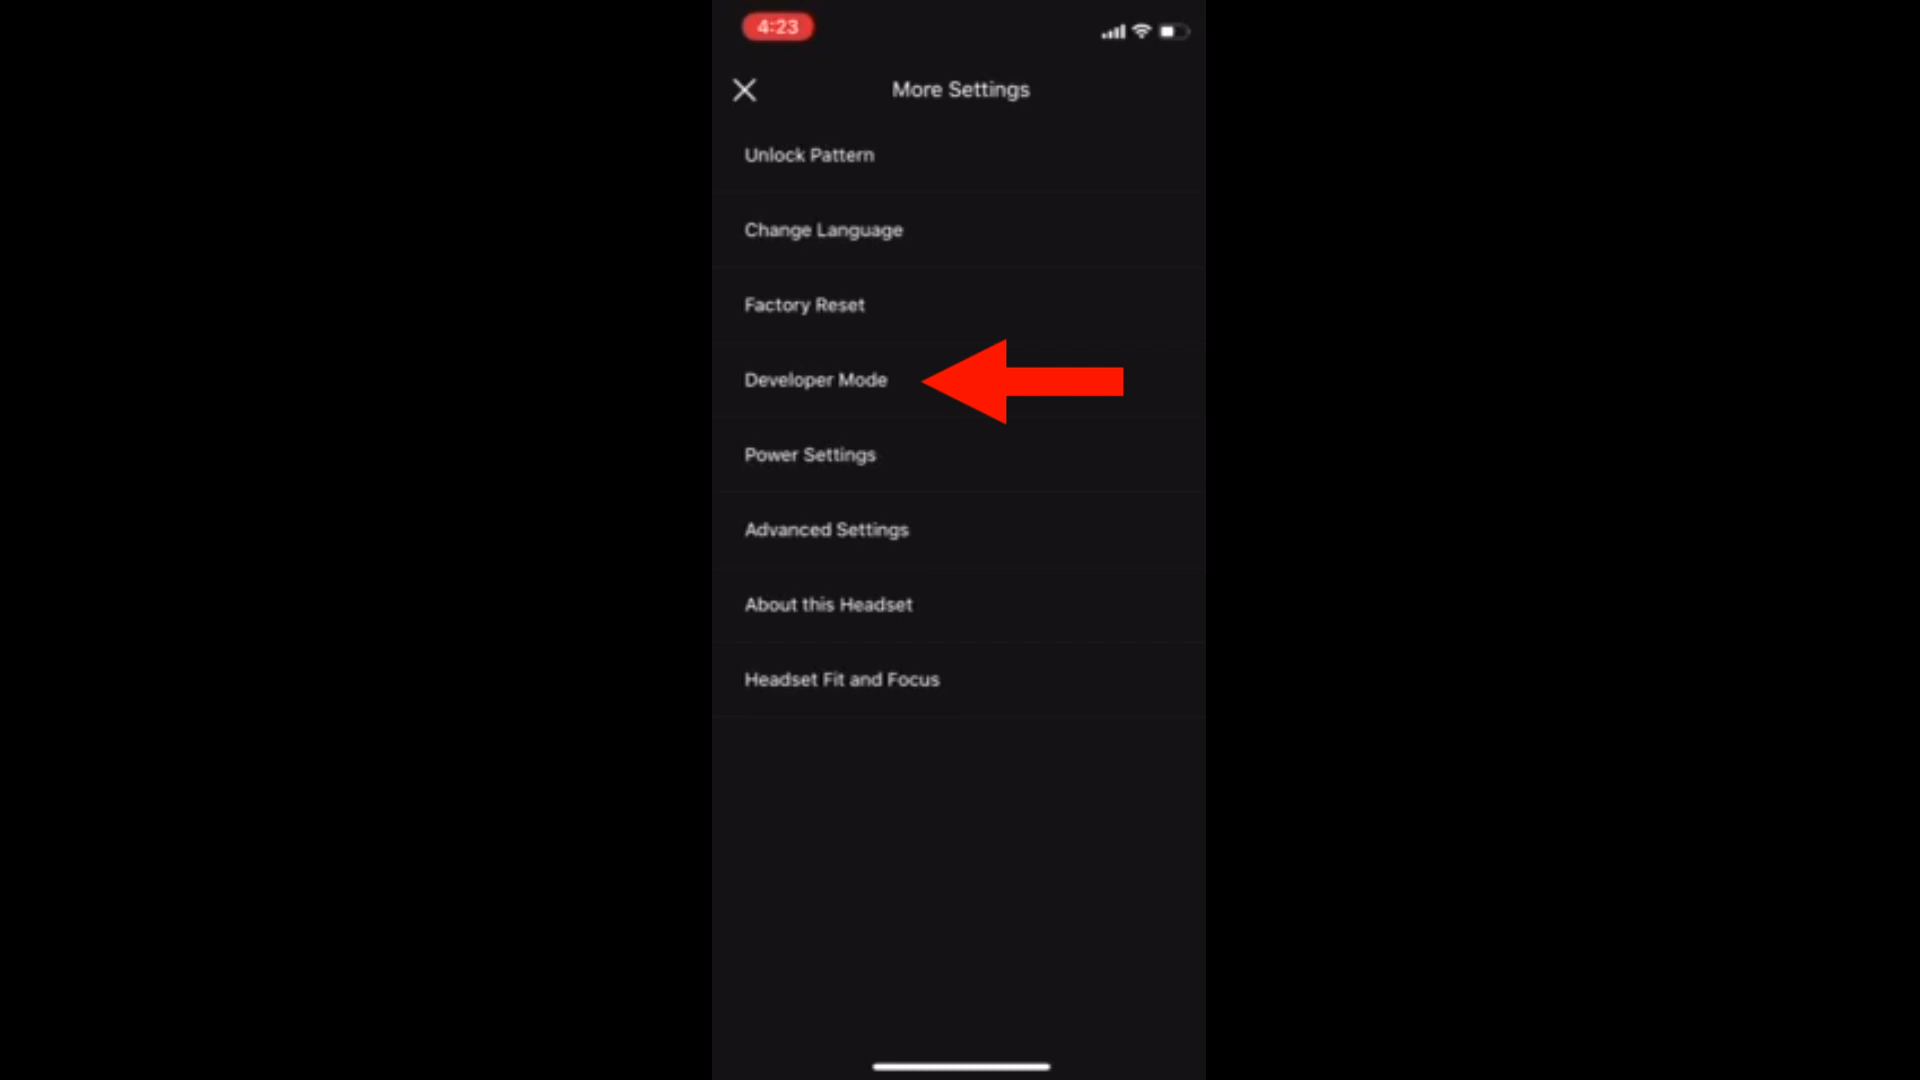 4:23
More Settings
Unlock Pattern
Change Language
Factory Reset
Developer Mode
Power Settings
Advanced Settings
About this Headset
Headset Fit and Focus